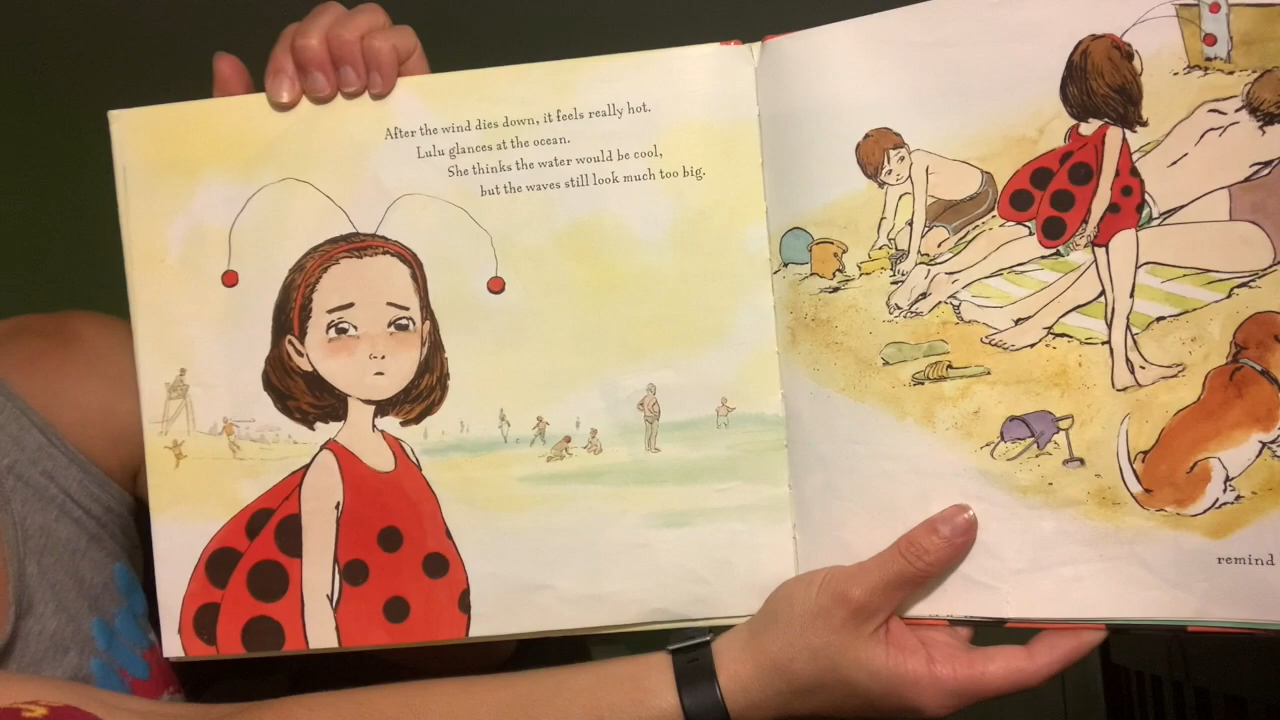 After the wind dies down, it feels really hot.
Lulu glances at the ocean.
She thinks the water would be cool,
but the waves still look much too big.
remind